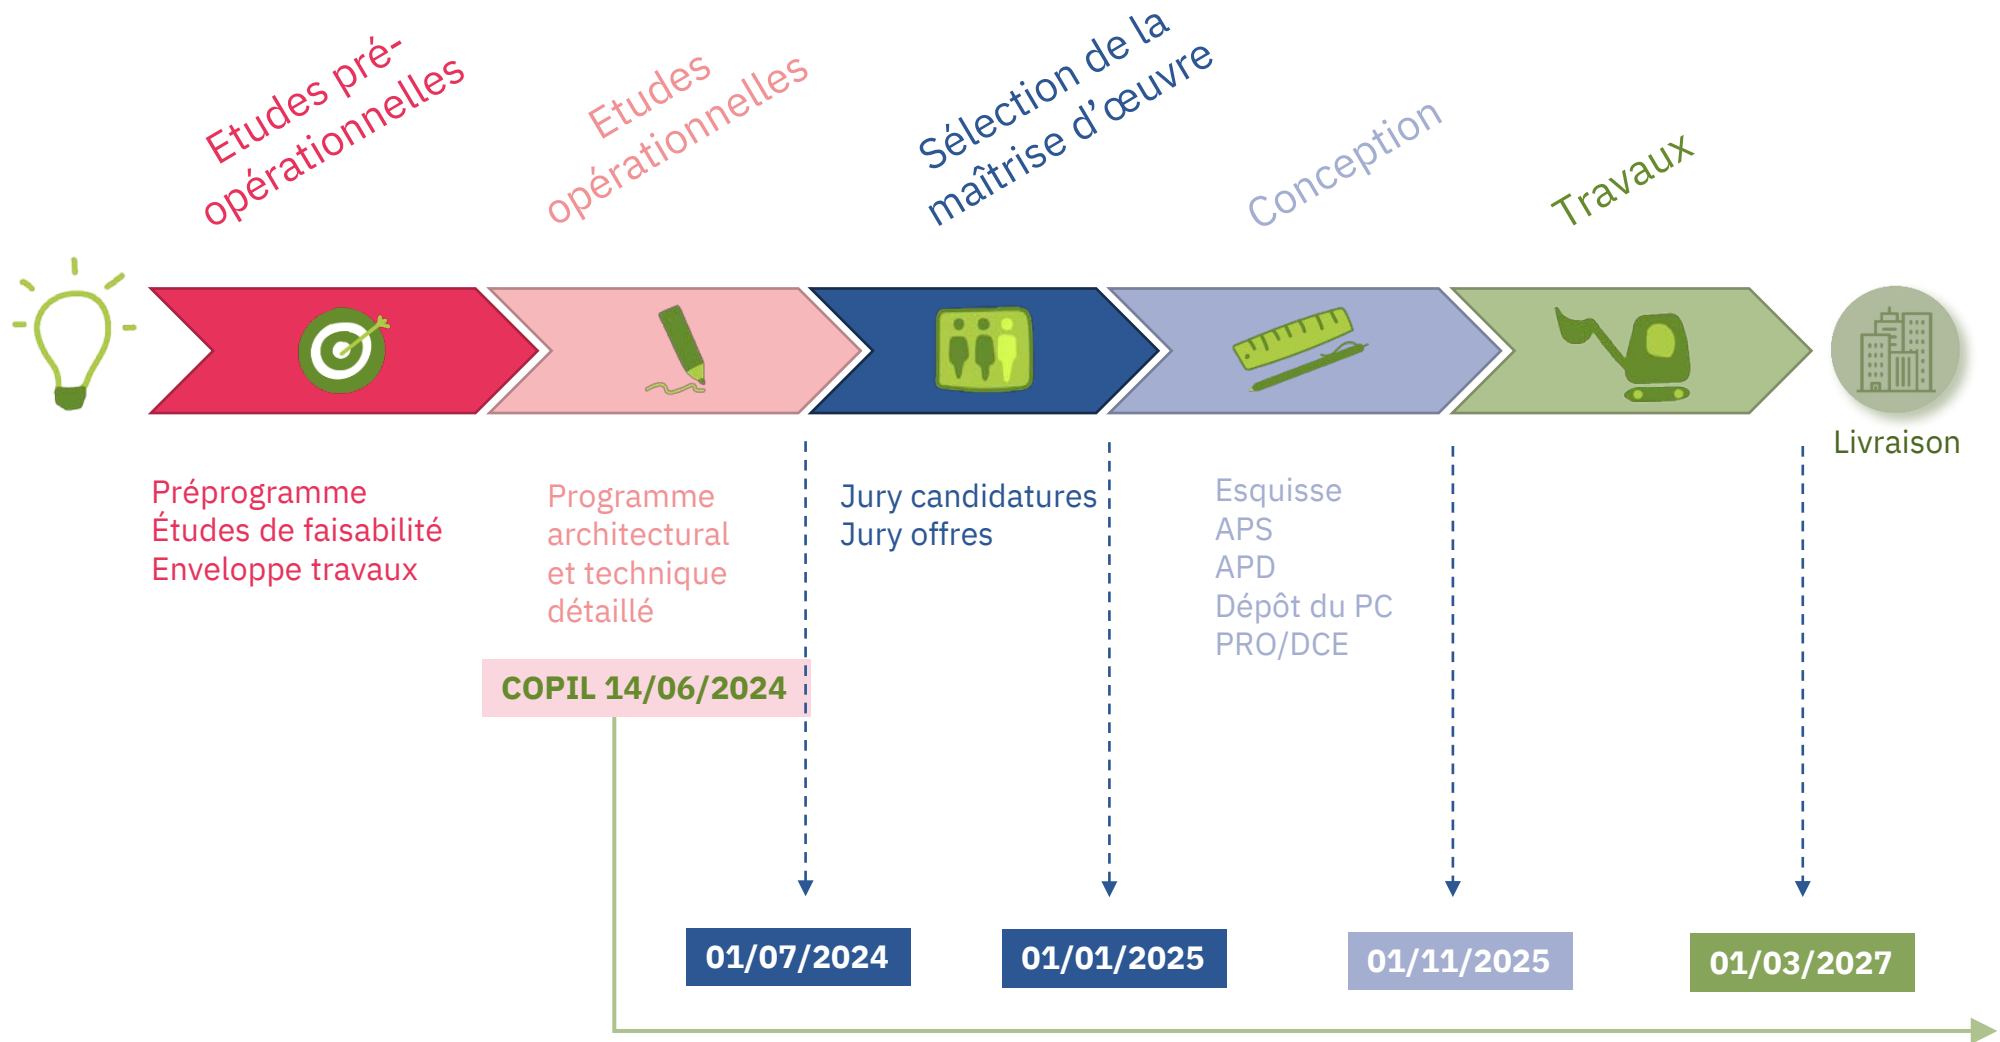 Etudes pré-
opérationnelles
Etudes
opérationnelles
Sélection de la
maîtrise d’œuvre
Conception
Travaux
Livraison
Préprogramme
Études de faisabilité
Enveloppe travaux
Programme
architectural
et technique
détaillé
Jury candidatures
Jury offres
Esquisse
APS
APD
Dépôt du PC
PRO/DCE
COPIL 14/06/2024
01/07/2024
01/01/2025
01/11/2025
01/03/2027